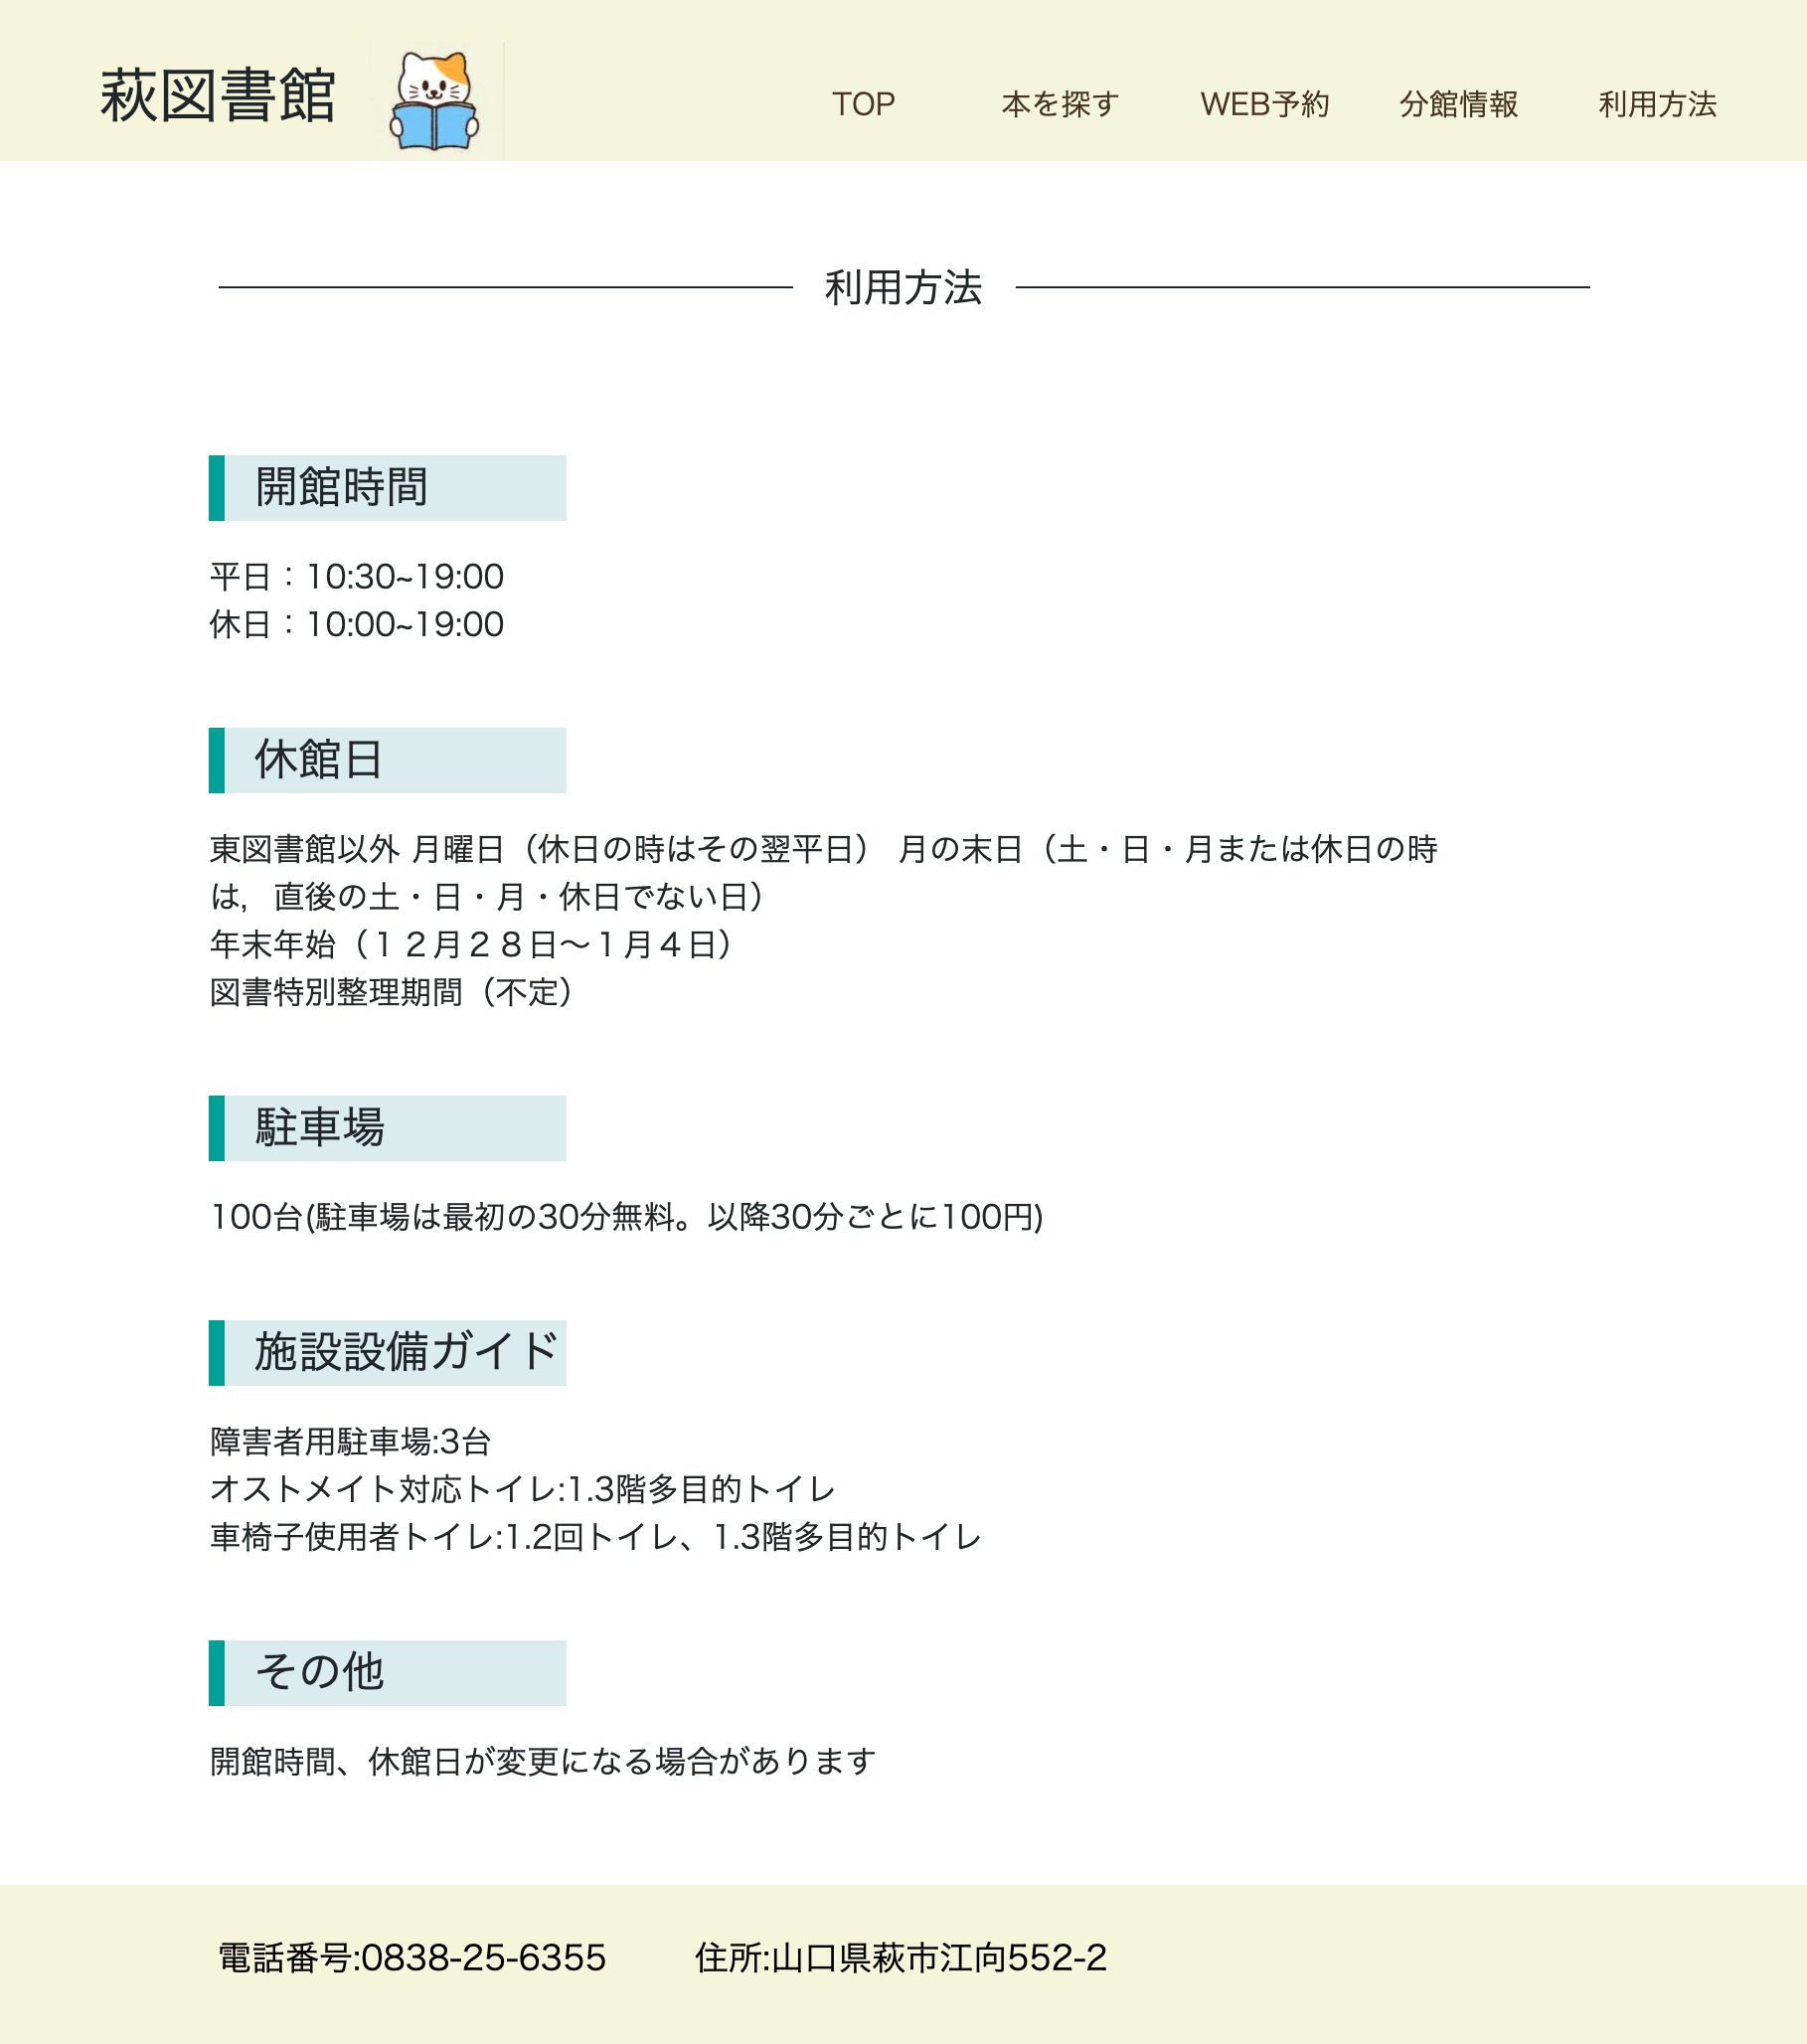 萩図書館
TOP
本を探す
WEB予約
分館情報
利用方法
利用方法
開館時間
平日：10:30~19:00
休日：10:00~19:00
休館日
東図書館以外 月曜日（休日の時はその翌平日） 月の末日（土・日・月または休日の時
は，直後の土・日・月・休日でない日）
年末年始（１２月２８日〜１月４日）
図書特別整理期間（不定）
駐車場
100台(駐車場は最初の30分無料。以降30分ごとに100円)
施設設備ガイド
障害者用駐車場:3台
オストメイト対応トイレ:1.3階多目的トイレ
車椅子使用者トイレ:1.2回トイレ、1.3階多目的トイレ
その他
開館時間、休館日が変更になる場合があります
電話番号:0838-25-6355
住所:山口県萩市江向552-2